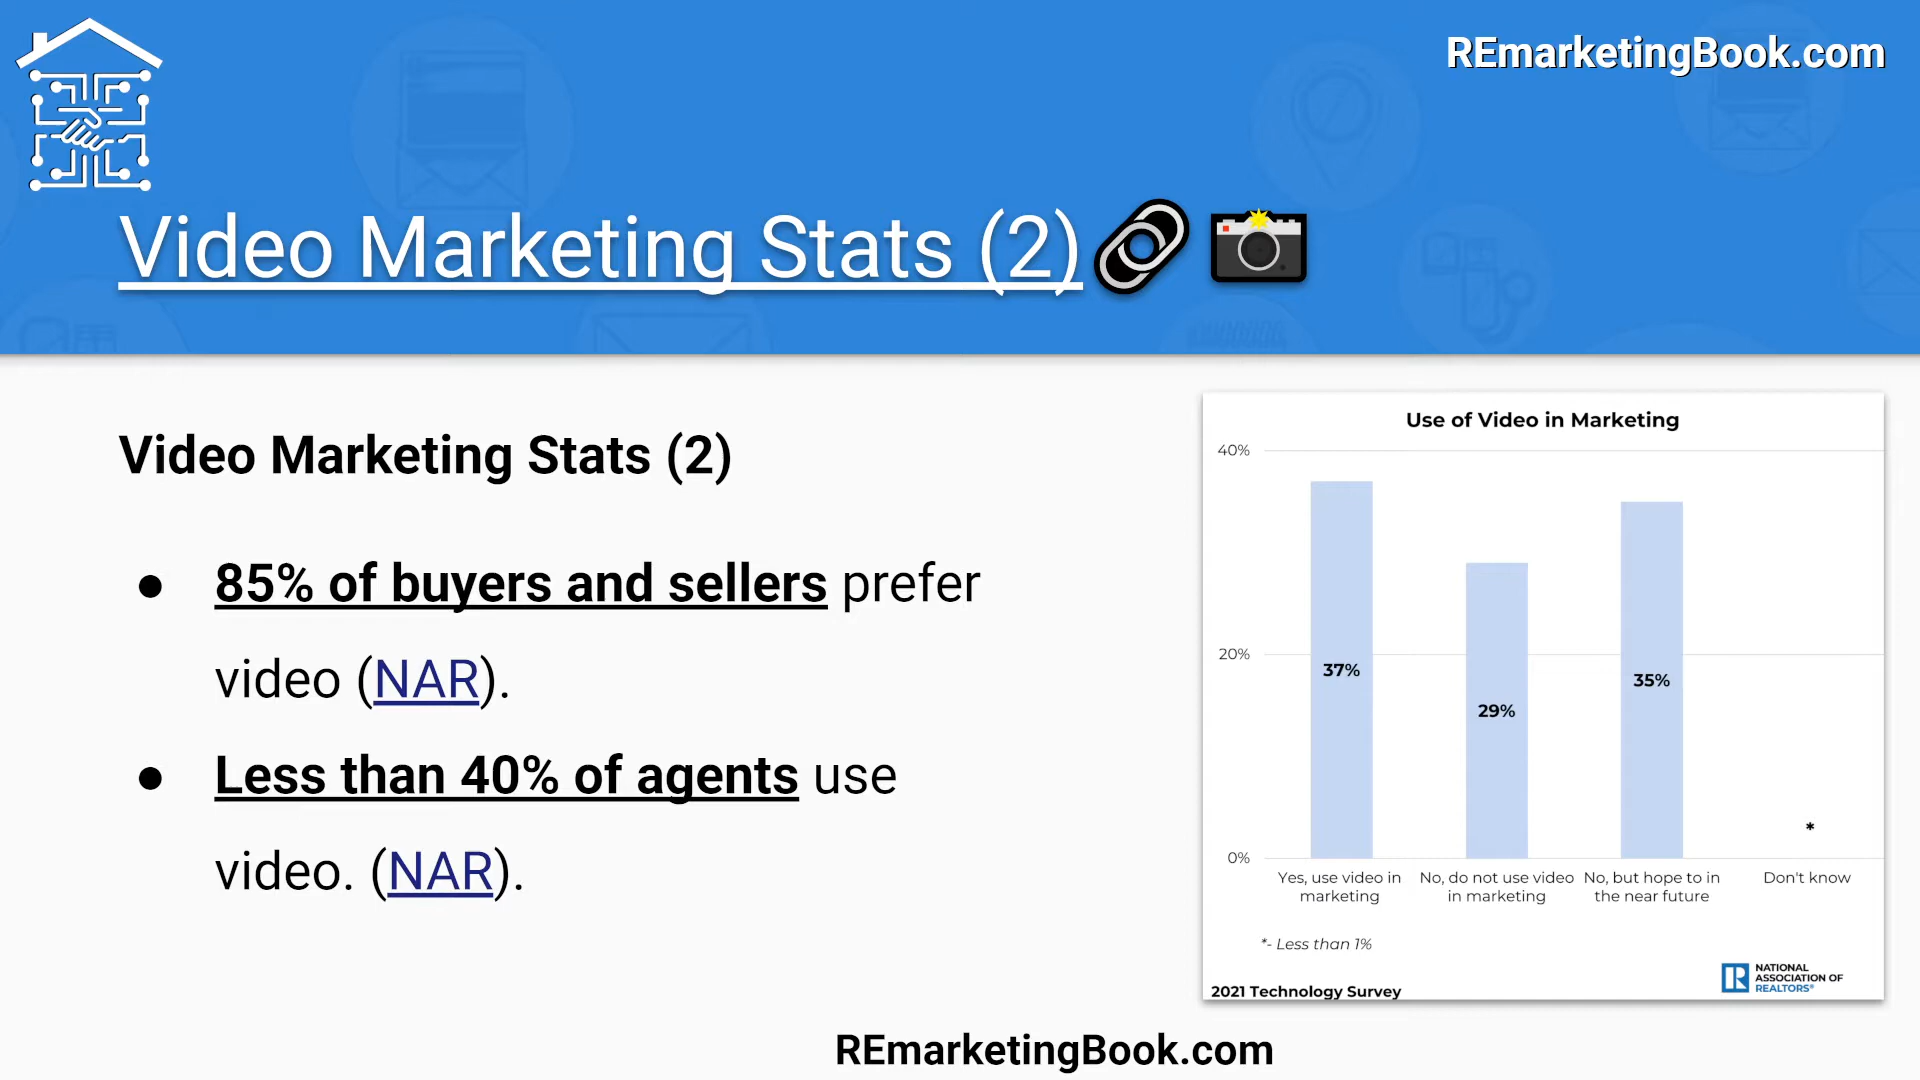 REmarketingBook.com
Video Marketing Stats (2)
Video Marketing Stats (2)
● 85% of buyers and sellers prefer
video (NAR).
● Less than 40% of agents use
video. (NAR).
Use of Video in Marketing
40%
20%
0%
37%
29%
35%
*
Yes, use video in
marketing
No, do not use video
in marketing
No, but hope to in
the near future
Don't know
*- Less than 1%
2021 Technology Survey
R
NATIONAL
ASSOCIATION OF
REALTORS®
REmarketingBook.com